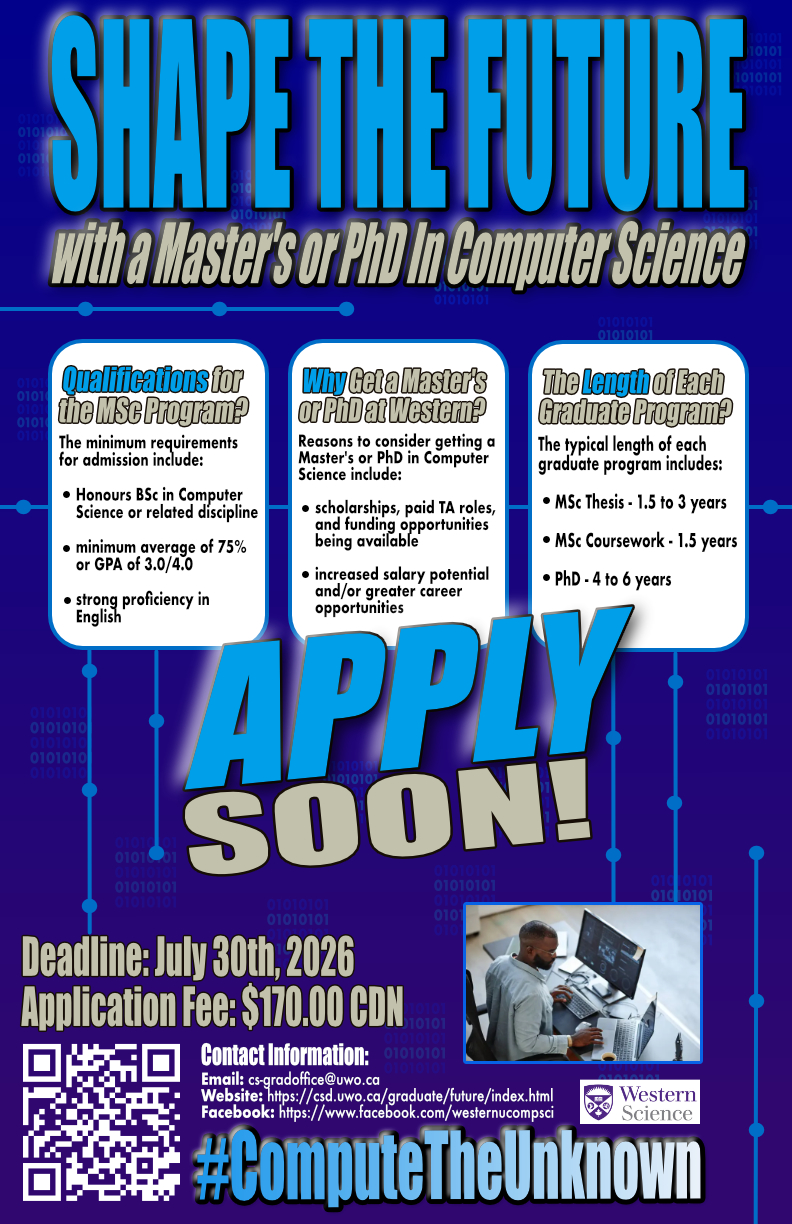 SHAPE THE FUTURE
with a Master's or PhD In Computer Science
Qualifications for
the MSc Program?
The minimum requirements
for admission include:
• Honours BSc in Computer
Science or related discipline
• minimum average of 75%
or GPA of 3.0/4.0
• strong proficiency in
English
Why Get a Master's
or PhD at Western?
Reasons to consider getting a
Master's or PhD in Computer
Science include:
• scholarships, paid TA roles,
and funding opportunities
being available
• increased salary potential
and/or greater career
opportunities
The Length of Each
Graduate Program?
The typical length of each
graduate program includes:
• MSc Thesis - 1.5 to 3 years
• MSc Coursework - 1.5 years
• PhD - 4 to 6 years
APPLY
SOON!
Deadline: July 30th, 2026
Application Fee: $170.00 CDN
Contact Information:
Email: cs-gradoffice@uwo.ca
Website: https://csd.uwo.ca/graduate/future/index.html
Facebook: https://www.facebook.com/westernucompsci
Western
Science
#ComputeTheUnknown